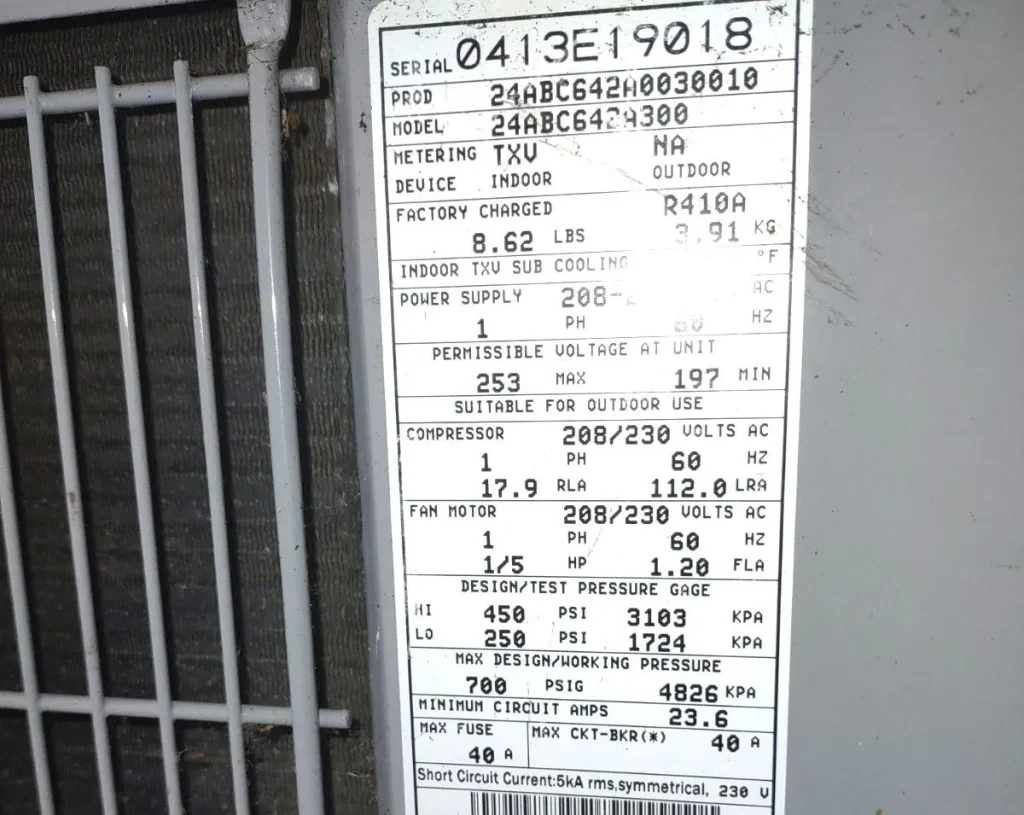 SERIAL 0413E19018
PROD 24ABC642A0030010
MODEL 24ABC642A300
METERING TXV NA
DEVICE INDOOR OUTDOOR
FACTORY CHARGED R410A
8.62 LBS 3.91 KG
INDOOR TXV SUB COOLING °F
POWER SUPPLY 208- AC
1 PH 60 HZ
PERMISSIBLE VOLTAGE AT UNIT
253 MAX 197 MIN
SUITABLE FOR OUTDOOR USE
COMPRESSOR 208/230 VOLTS AC
1 PH 60 HZ
17.9 RLA 112.0 LRA
FAN MOTOR 208/230 VOLTS AC
1 PH 60 HZ
1/5 HP 1.20 FLA
DESIGN/TEST PRESSURE GAGE
HI 450 PSI 3103 KPA
LO 250 PSI 1724 KPA
MAX DESIGN/WORKING PRESSURE
700 PSIG 4826 KPA
MINIMUM CIRCUIT AMPS 23.6
MAX FUSE MAX CKT-BKR(*) 40 A
40 A
Short Circuit Current:5kA rms,symmetrical, 230 V